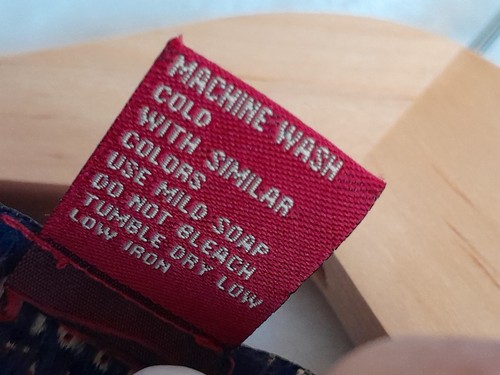 MACHINE WASH
COLD
WITH SIMILAR
COLORS
USE MILD SOAP
DO NOT BLEACH
TUMBLE DRY LOW
LOW IRON